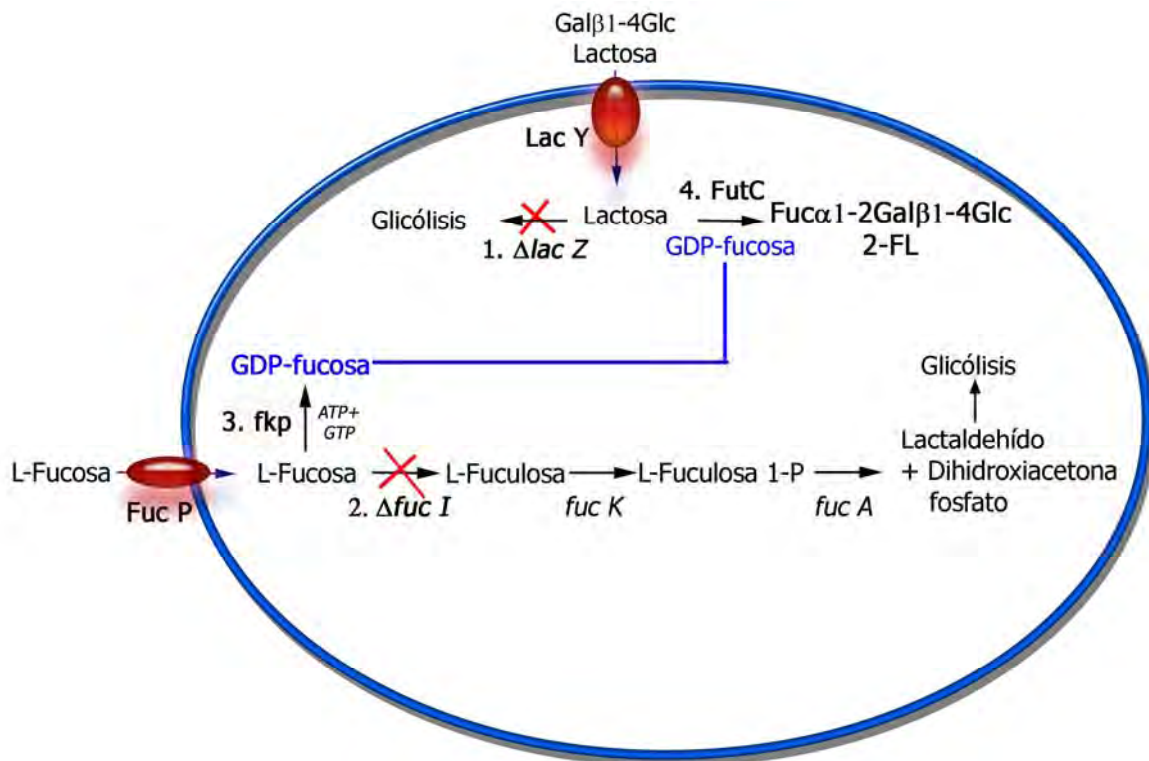 Galβ1-4Glc
Lactosa
Lac Y
Glicólisis
Lactosa
1. Δlac Z
4. FutC
GDP-fucosa
Fucα1-2Galβ1-4Glc
2-FL
GDP-fucosa
3. fkp
ATP+
GTP
L-Fucosa
Fuc P
L-Fucosa
2. Δfuc I
L-Fuculosa
fuc K
L-Fuculosa 1-P
fuc A
Glicólisis
Lactaldehído
+ Dihidroxiacetona
fosfato